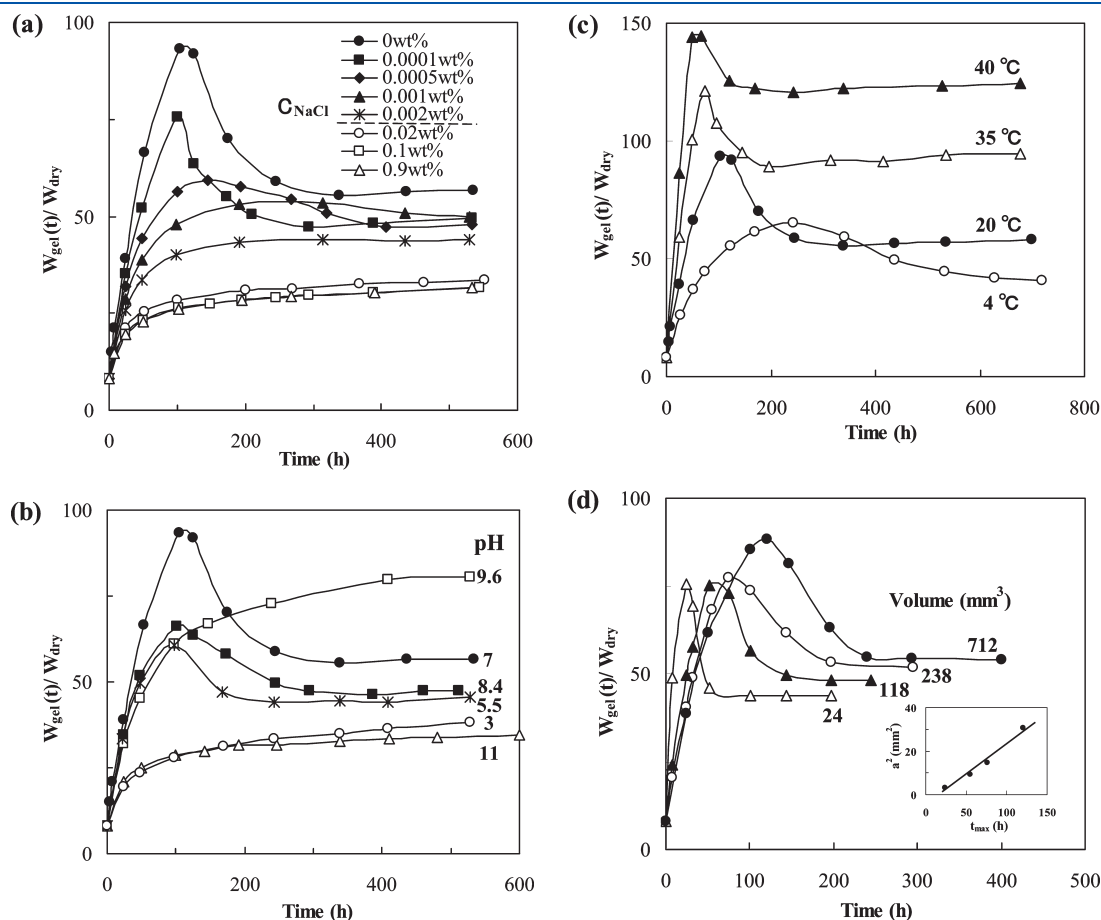 (a)
100
50
0
W_gel(t)/ W_dry
0wt%
0.0001wt%
0.0005wt%
0.001wt%
C_NaCl
0.002wt%
0.02wt%
0.1wt%
0.9wt%
0 200 400 600
Time (h)
(c)
150
100
50
0
W_gel(t)/ W_dry
40 ℃
35 ℃
20 ℃
4 ℃
0 200 400 600 800
Time (h)
(b)
100
50
0
W_gel(t)/ W_dry
pH
9.6
7
8.4
5.5
3
11
0 200 400 600
Time (h)
(d)
100
50
0
W_gel(t)/ W_dry
Volume (mm³)
712
238
118
24
40
20
0
a² (mm²)
0 50 100 150
t_max (h)
0 100 200 300 400 500
Time (h)